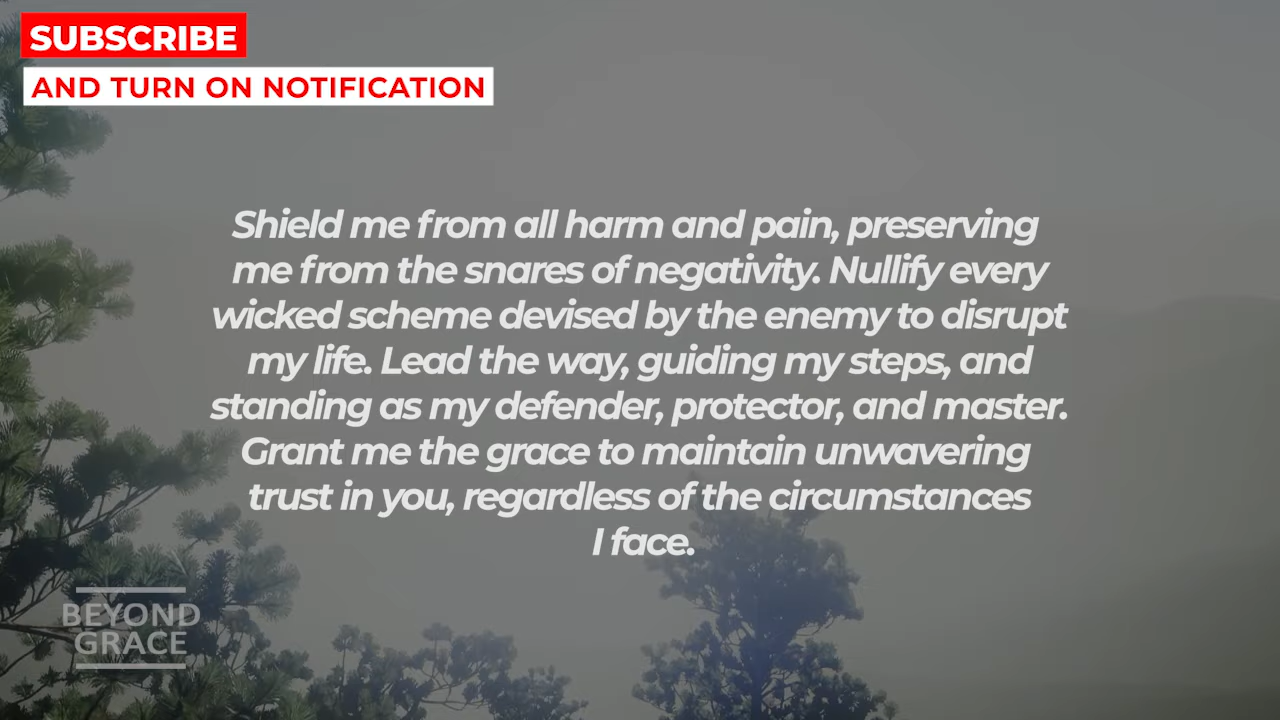 SUBSCRIBE
AND TURN ON NOTIFICATION
Shield me from all harm and pain, preserving
me from the snares of negativity. Nullify every
wicked scheme devised by the enemy to disrupt
my life. Lead the way, guiding my steps, and
standing as my defender, protector, and master.
Grant me the grace to maintain unwavering
trust in you, regardless of the circumstances
I face.
BEYOND
GRACE